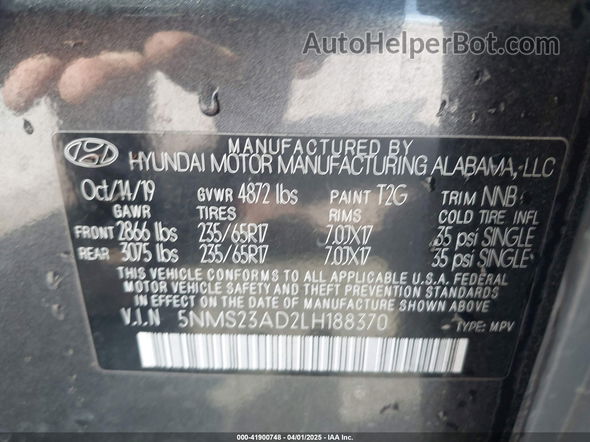 AutoHelperBot.com
MANUFACTURED BY
HYUNDAI MOTOR MANUFACTURING ALABAMA, LLC
Oct/14/19 GVWR 4872 lbs PAINT T2G TRIM NNB
GAWR TIRES RIMS COLD TIRE INFL
FRONT 2866 lbs 235/65R17 7.0JX17 35 psi SINGLE
REAR 3075 lbs 235/65R17 7.0JX17 35 psi SINGLE
THIS VEHICLE CONFORMS TO ALL APPLICABLE U.S.A. FEDERAL
MOTOR VEHICLE SAFETY AND THEFT PREVENTION STANDARDS
IN EFFECT ON THE DATE OF MANUFACTURE SHOWN ABOVE.
V.I.N 5NMS23AD2LH188370 TYPE: MPV
000-41900748 - 04/01/2025 - IAA Inc.